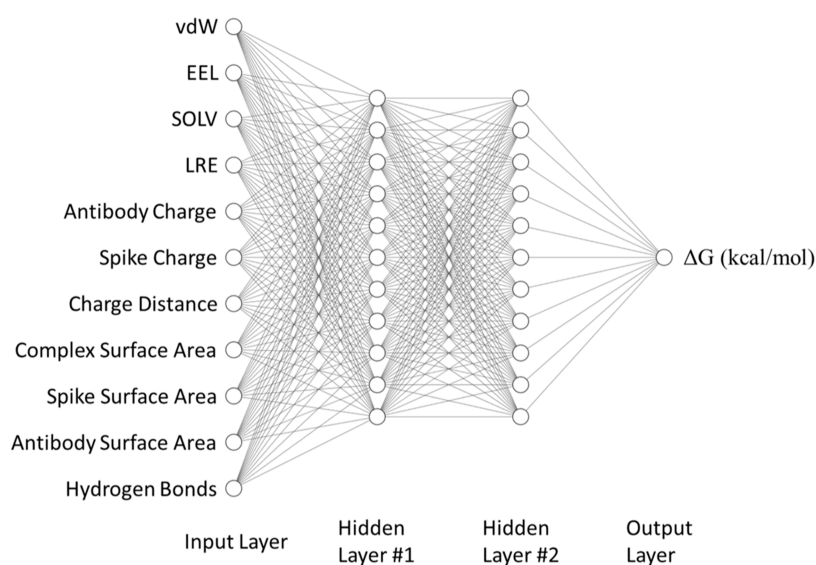 vdW
EEL
SOLV
LRE
Antibody Charge
Spike Charge
Charge Distance
Complex Surface Area
Spike Surface Area
Antibody Surface Area
Hydrogen Bonds
ΔG (kcal/mol)
Input Layer
Hidden
Layer #1
Hidden
Layer #2
Output
Layer